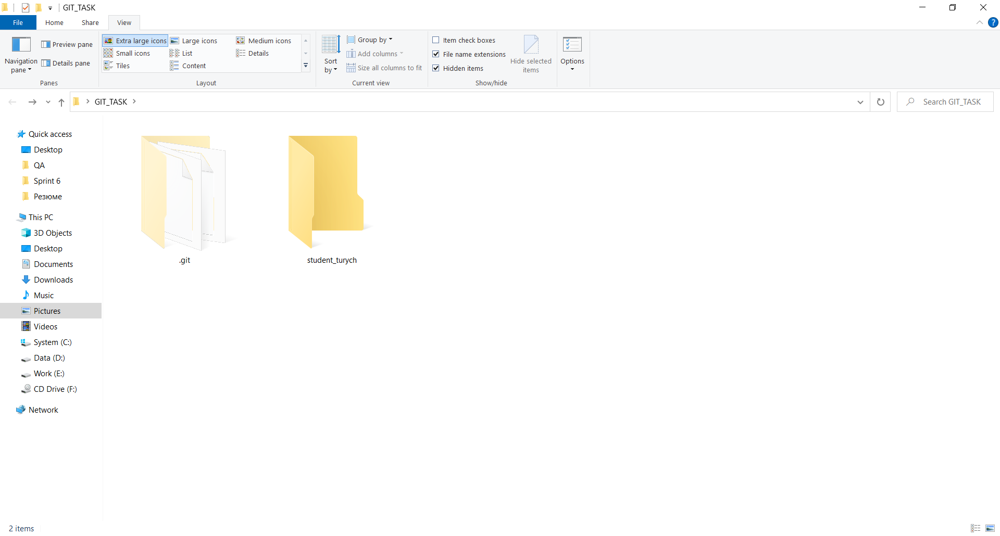 GIT_TASK
File Home Share View
Navigation pane
Preview pane
Details pane
Panes
Extra large icons Large icons Medium icons
Small icons List Details
Tiles Content
Layout
Sort by
Group by
Add columns
Size all columns to fit
Current view
Item check boxes
File name extensions
Hidden items
Hide selected items
Show/hide
Options
GIT_TASK
Search GIT_TASK
Quick access
Desktop
QA
Sprint 6
Резюме
This PC
3D Objects
Desktop
Documents
Downloads
Music
Pictures
Videos
System (C:)
Data (D:)
Work (E:)
CD Drive (F:)
Network
.git
student_turych
2 items